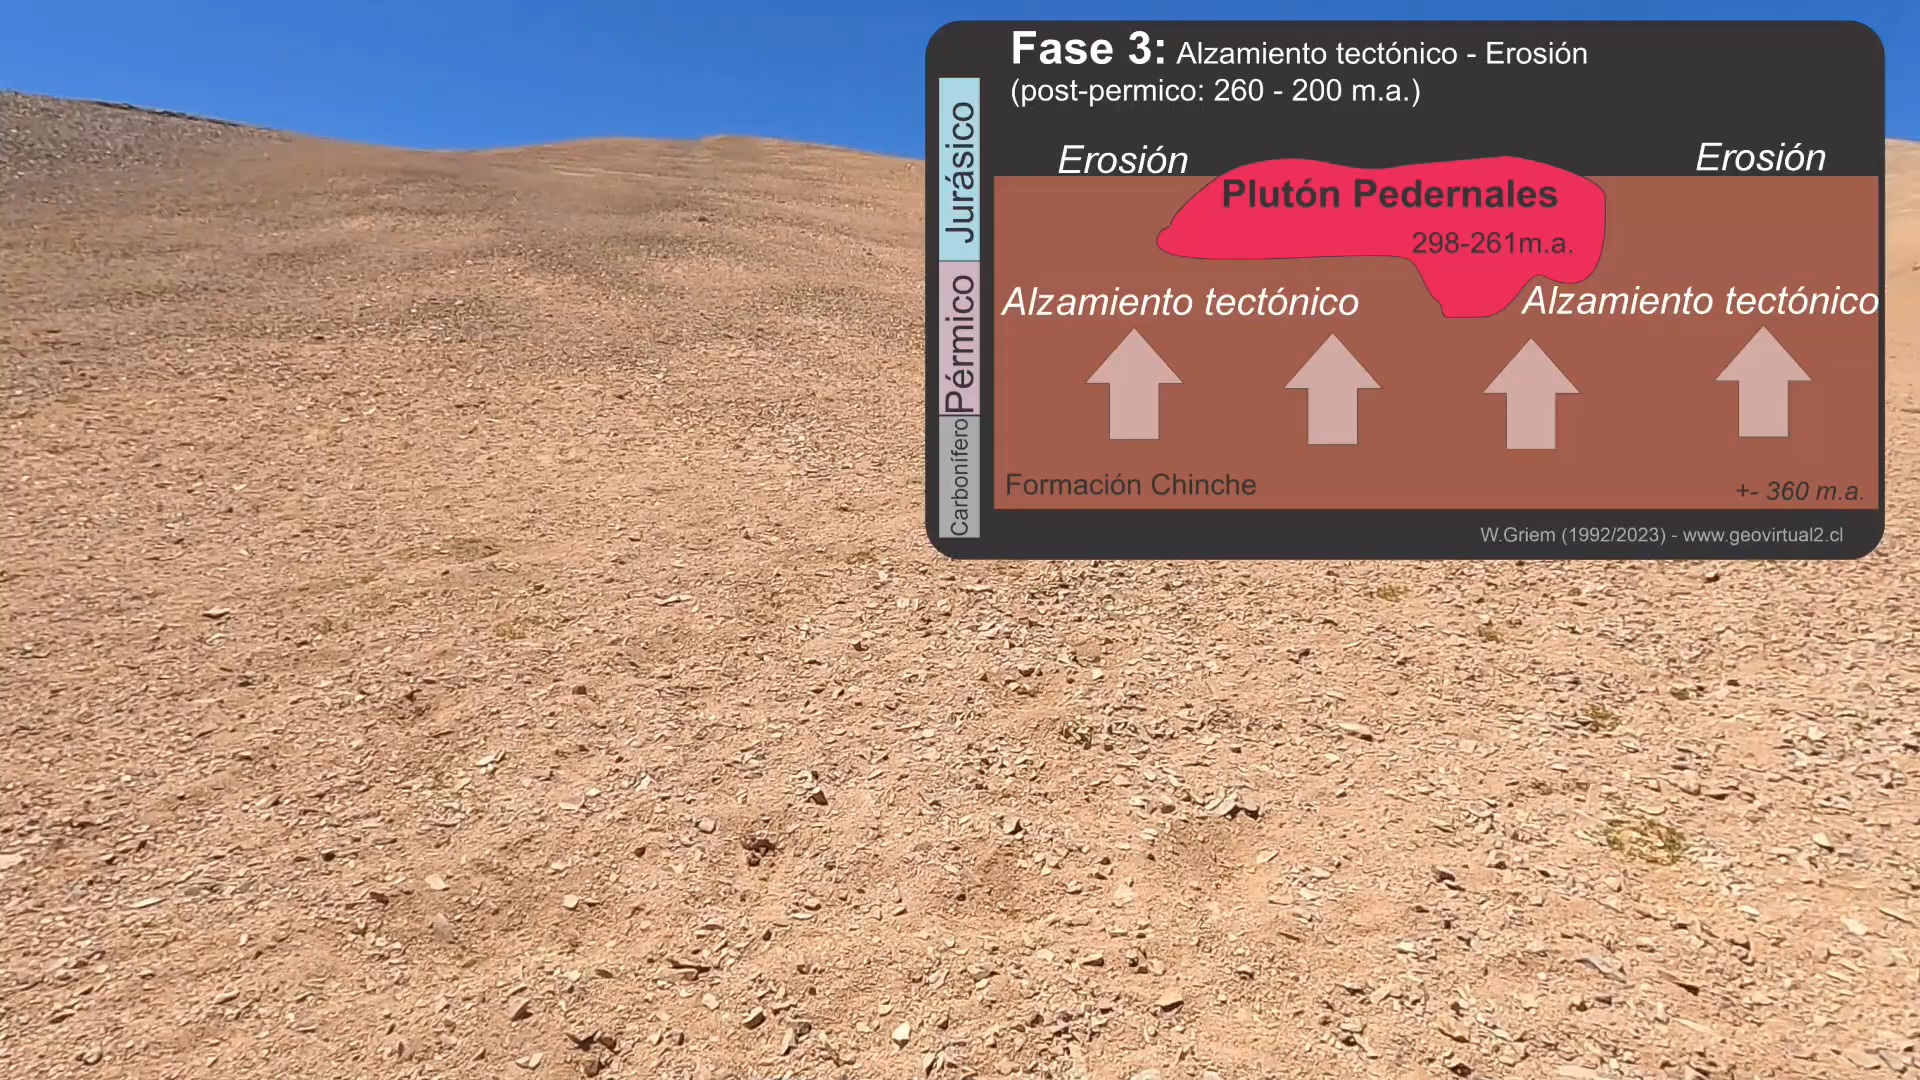 Fase 3: Alzamiento tectónico - Erosión
(post-permico: 260 - 200 m.a.)
Jurásico
Pérmico
Carbonífero
Erosión
Erosión
Plutón Pedernales
298-261m.a.
Alzamiento tectónico
Alzamiento tectónico
Formación Chinche
+- 360 m.a.
W.Griem (1992/2023) - www.geovirtual2.cl